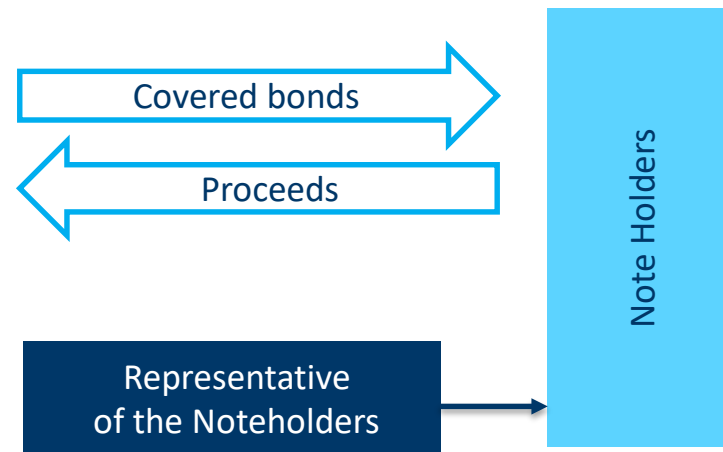 Covered bonds
Proceeds
Note Holders
Representative
of the Noteholders